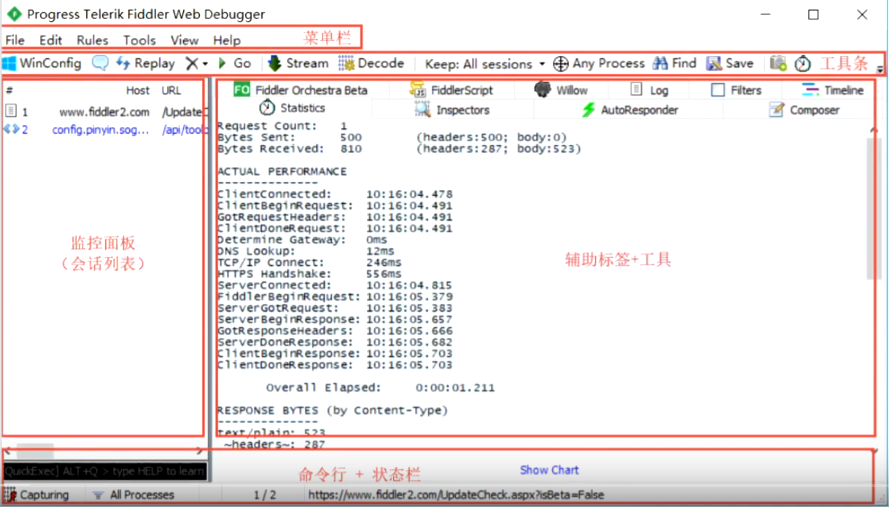 Progress Telerik Fiddler Web Debugger
File Edit Rules Tools View Help 菜单栏
WinConfig Replay Go Stream Decode Keep: All sessions Any Process Find Save 工具条
# Host URL
1 www.fiddler2.com /UpdateC
2 config.pinyin.sog... /api/toolb
监控面板
（会话列表）
FO Fiddler Orchestra Beta FiddlerScript Willow Log Filters Timeline
Statistics Inspectors AutoResponder Composer
Request Count: 1
Bytes Sent: 500 (headers:500; body:0)
Bytes Received: 810 (headers:287; body:523)
ACTUAL PERFORMANCE
--------------
ClientConnected: 10:16:04.478
ClientBeginRequest: 10:16:04.491
GotRequestHeaders: 10:16:04.491
ClientDoneRequest: 10:16:04.491
Determine Gateway: 0ms
DNS Lookup: 12ms
TCP/IP Connect: 246ms
HTTPS Handshake: 556ms
ServerConnected: 10:16:04.815
FiddlerBeginRequest: 10:16:05.379
ServerGotRequest: 10:16:05.383
ServerBeginResponse: 10:16:05.657
GotResponseHeaders: 10:16:05.666
ServerDoneResponse: 10:16:05.682
ClientBeginResponse: 10:16:05.703
ClientDoneResponse: 10:16:05.703
Overall Elapsed: 0:00:01.211
RESPONSE BYTES (by Content-Type)
--------------
text/plain: 523
~headers~: 287
辅助标签+工具
QuickExec] ALT+Q > type HELP to learn
命令行 + 状态栏
Show Chart
Capturing All Processes 1 / 2 https://www.fiddler2.com/UpdateCheck.aspx?isBeta=False